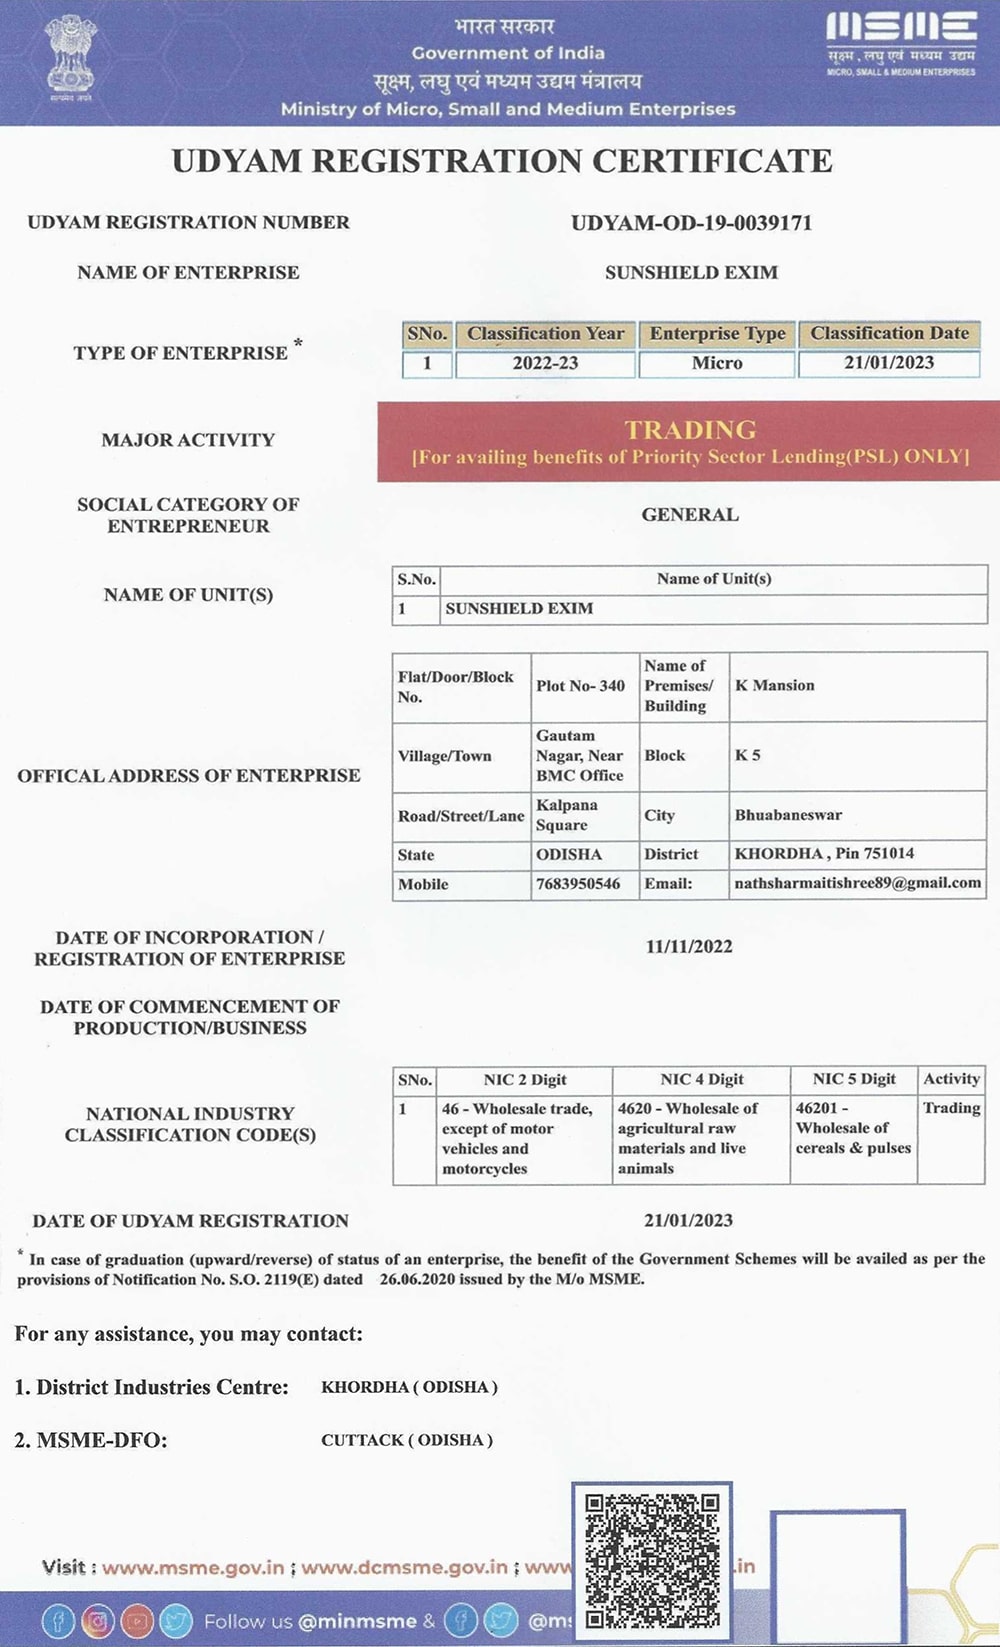 भारत सरकार
Government of India
सूक्ष्म, लघु एवं मध्यम उद्यम मंत्रालय
Ministry of Micro, Small and Medium Enterprises
सत्यमेव जयते
MSME
सूक्ष्म, लघु एवं मध्यम उद्यम
MICRO, SMALL & MEDIUM ENTERPRISES
UDYAM REGISTRATION CERTIFICATE
UDYAM REGISTRATION NUMBER UDYAM-OD-19-0039171
NAME OF ENTERPRISE SUNSHIELD EXIM
TYPE OF ENTERPRISE *
SNo. Classification Year Enterprise Type Classification Date
1 2022-23 Micro 21/01/2023
MAJOR ACTIVITY
TRADING
[For availing benefits of Priority Sector Lending(PSL) ONLY]
SOCIAL CATEGORY OF
ENTREPRENEUR
GENERAL
NAME OF UNIT(S)
S.No. Name of Unit(s)
1 SUNSHIELD EXIM
OFFICAL ADDRESS OF ENTERPRISE
Flat/Door/Block
No.
Plot No- 340
Name of
Premises/
Building
K Mansion
Village/Town
Gautam
Nagar, Near
BMC Office
Block
K 5
Road/Street/Lane
Kalpana
Square
City
Bhuabaneswar
State ODISHA District KHORDHA , Pin 751014
Mobile 7683950546 Email: nathsharmaitishree89@gmail.com
DATE OF INCORPORATION /
REGISTRATION OF ENTERPRISE
11/11/2022
DATE OF COMMENCEMENT OF
PRODUCTION/BUSINESS
NATIONAL INDUSTRY
CLASSIFICATION CODE(S)
SNo. NIC 2 Digit NIC 4 Digit NIC 5 Digit Activity
1
46 - Wholesale trade,
except of motor
vehicles and
motorcycles
4620 - Wholesale of
agricultural raw
materials and live
animals
46201 -
Wholesale of
cereals & pulses
Trading
DATE OF UDYAM REGISTRATION 21/01/2023
* In case of graduation (upward/reverse) of status of an enterprise, the benefit of the Government Schemes will be availed as per the
provisions of Notification No. S.O. 2119(E) dated 26.06.2020 issued by the M/o MSME.
For any assistance, you may contact:
1. District Industries Centre: KHORDHA ( ODISHA )
2. MSME-DFO: CUTTACK ( ODISHA )
Visit : www.msme.gov.in ; www.dcmsme.gov.in ; www .in
Follow us @minmsme & @ms